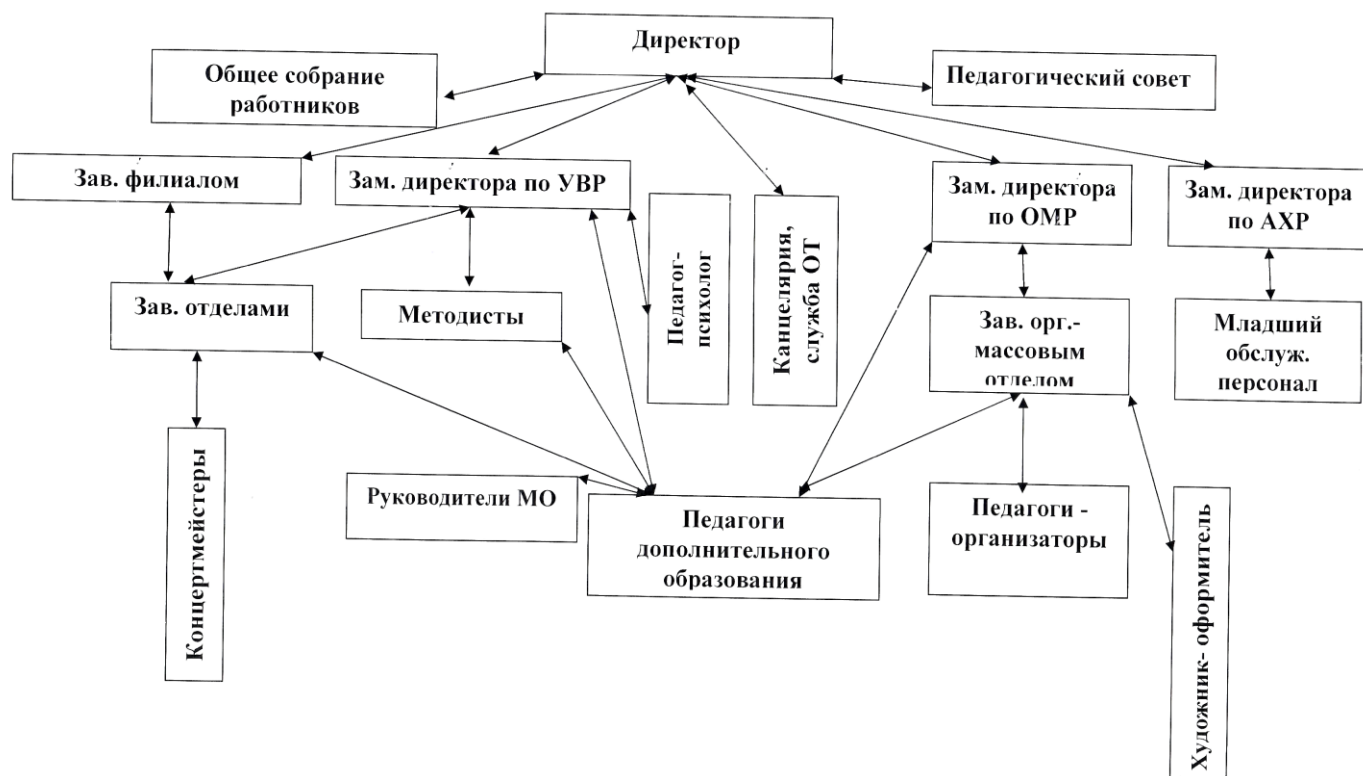 Директор
Общее собрание
работников
Педагогический совет
Зав. филиалом
Зам. директора по УВР
Зам. директора
по ОМР
Зам. директора
по АХР
Педагог-
психолог
Канцелярия,
служба ОТ
Зав. отделами
Методисты
Зав. орг.-
массовым
отделом
Младший
обслуж.
персонал
Концертмейстеры
Руководители МО
Педагоги
дополнительного
образования
Педагоги -
организаторы
Художник- оформитель